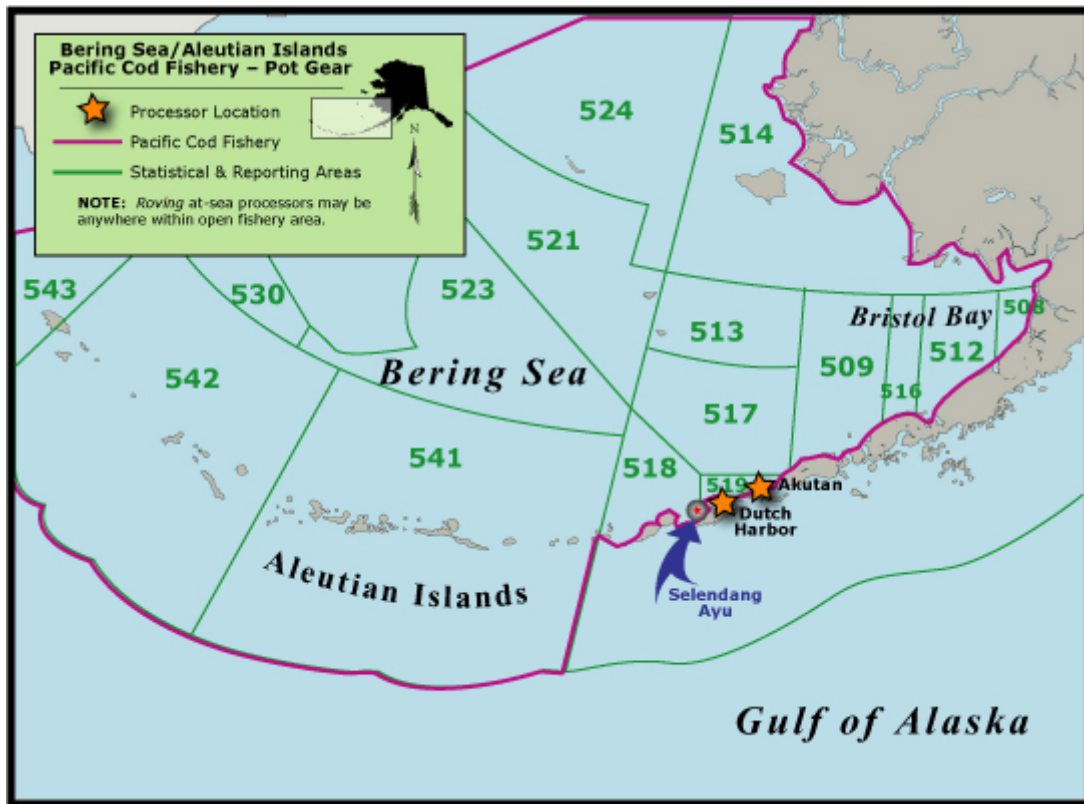 Bering Sea/Aleutian Islands
Pacific Cod Fishery – Pot Gear
Processor Location
Pacific Cod Fishery
Statistical & Reporting Areas
NOTE: Roving at-sea processors may be
anywhere within open fishery area.
N
524
514
521
543
530
523
508
Bristol Bay
513
512
542
Bering Sea
509
516
517
541
518
519
Akutan
Dutch
Harbor
Aleutian Islands
Selendang
Ayu
Gulf of Alaska